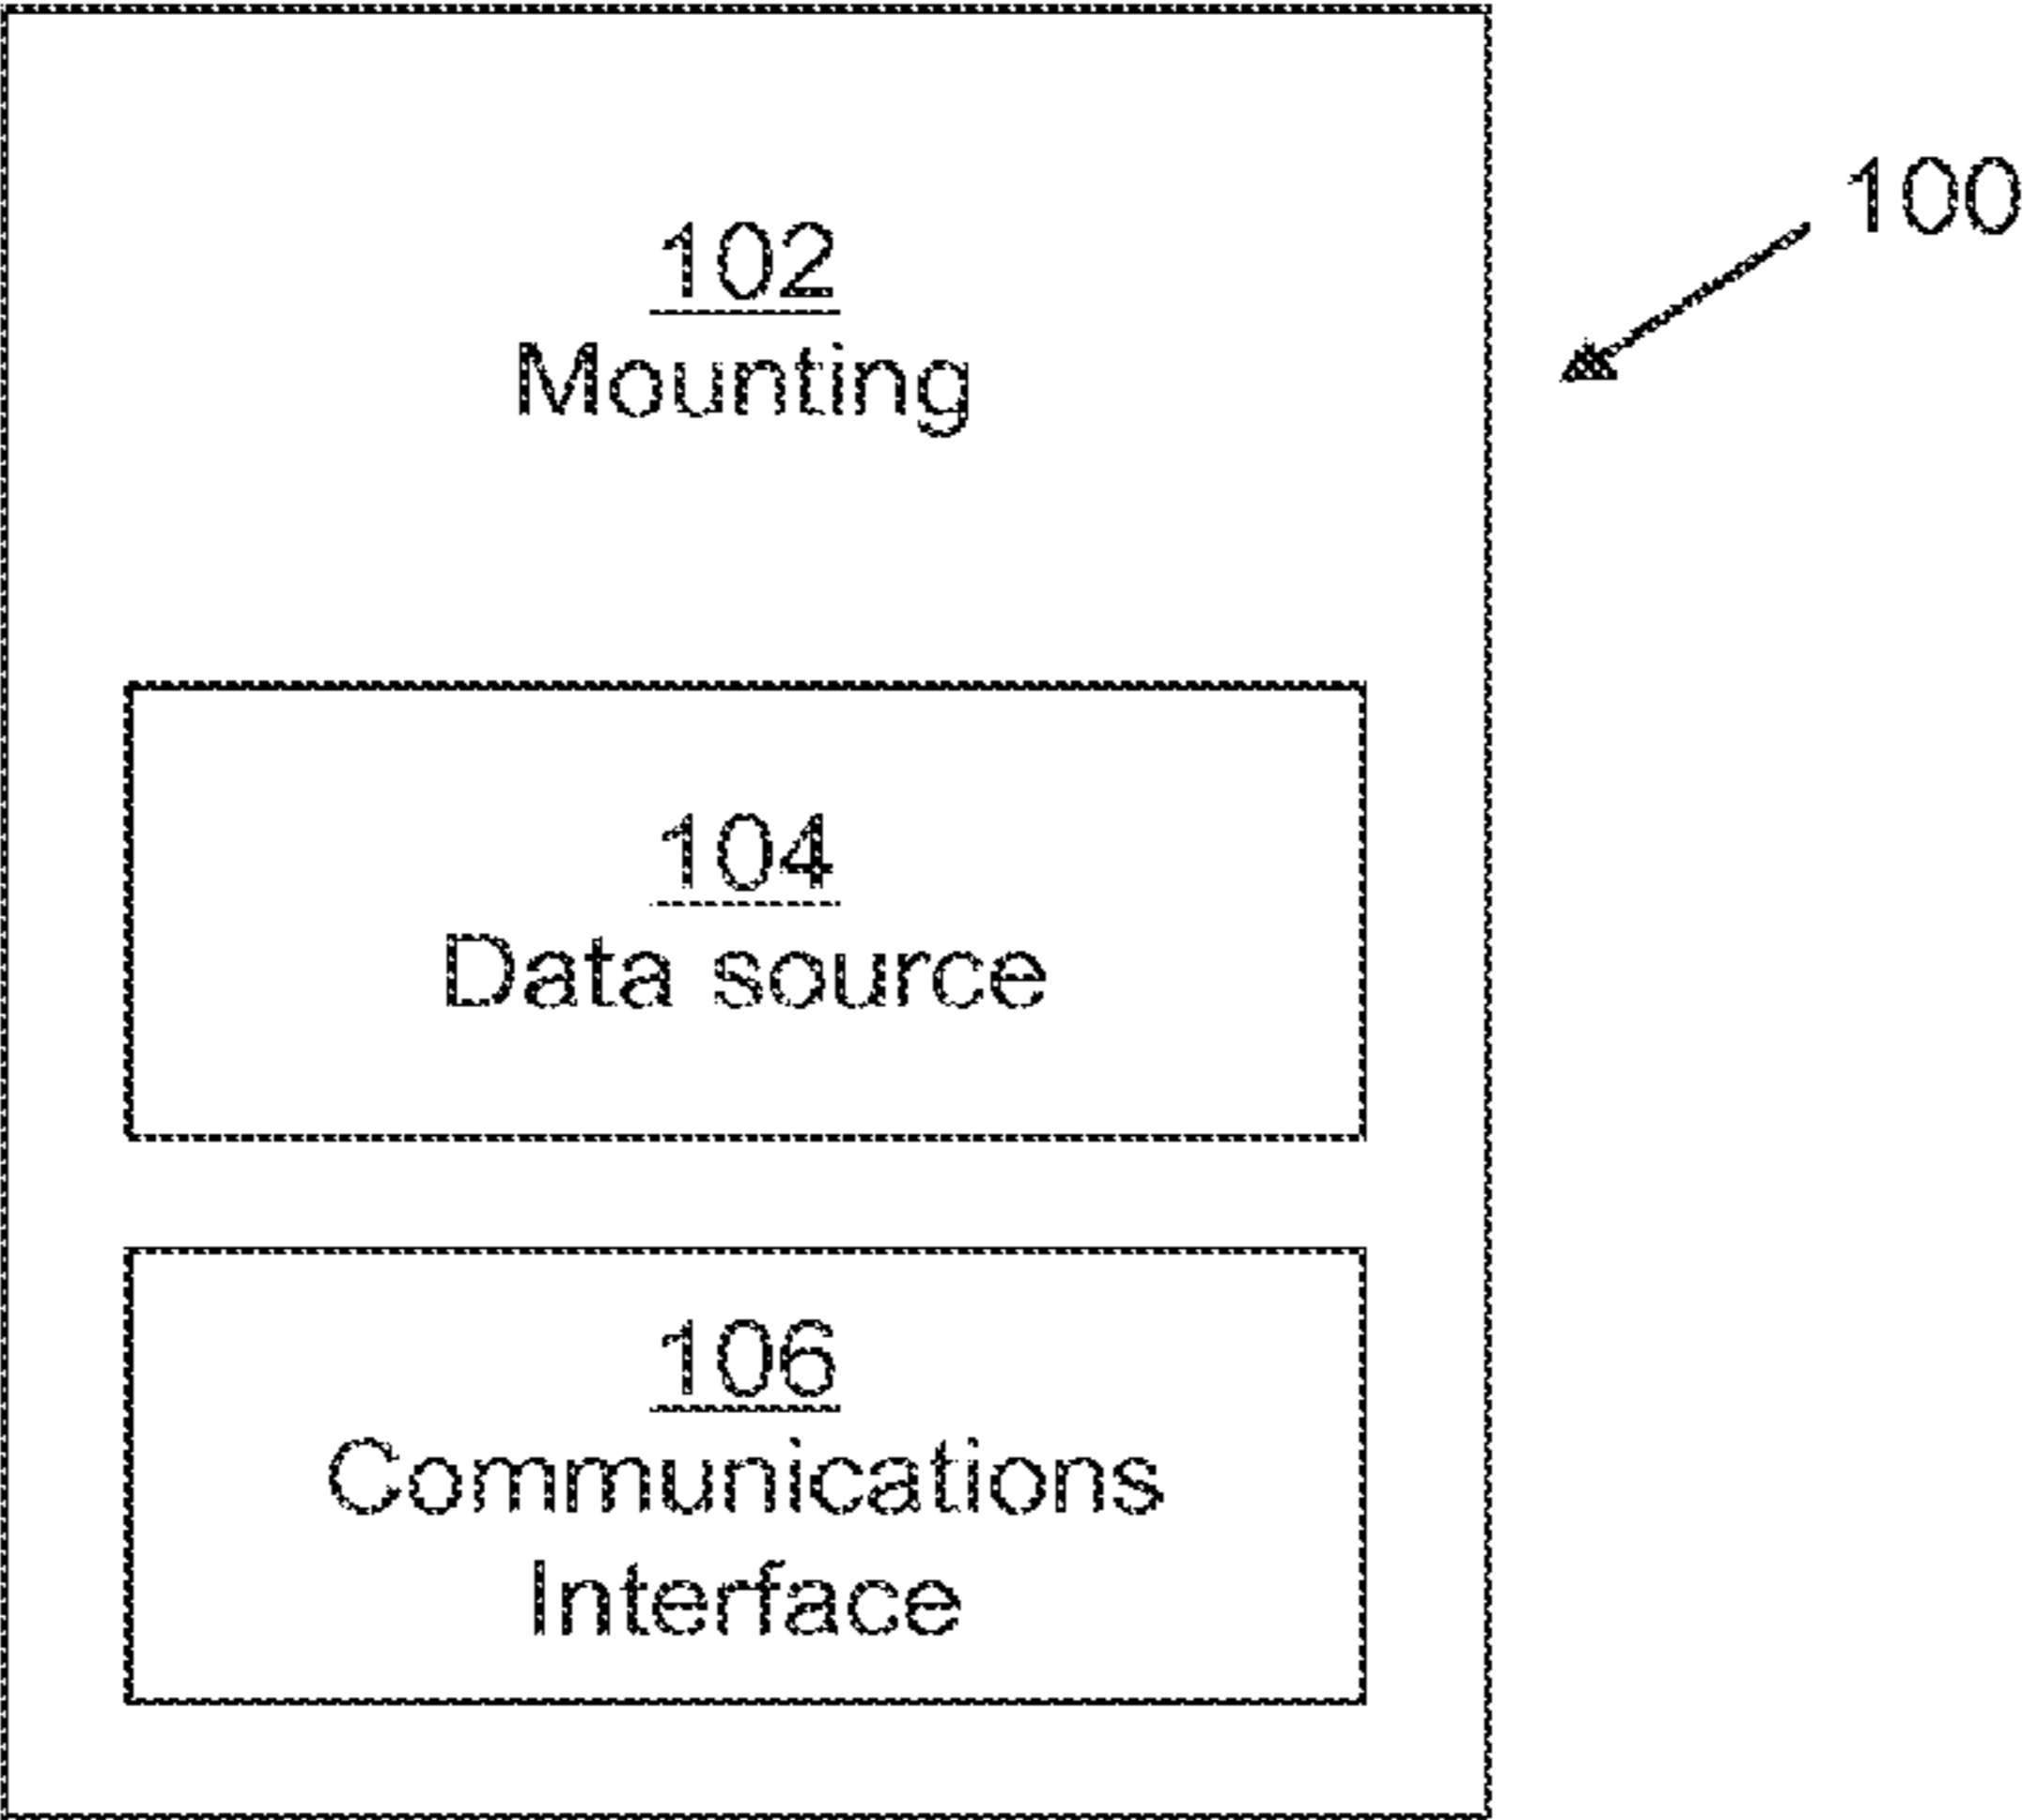 100
102
Mounting
104
Data source
106
Communications
Interface